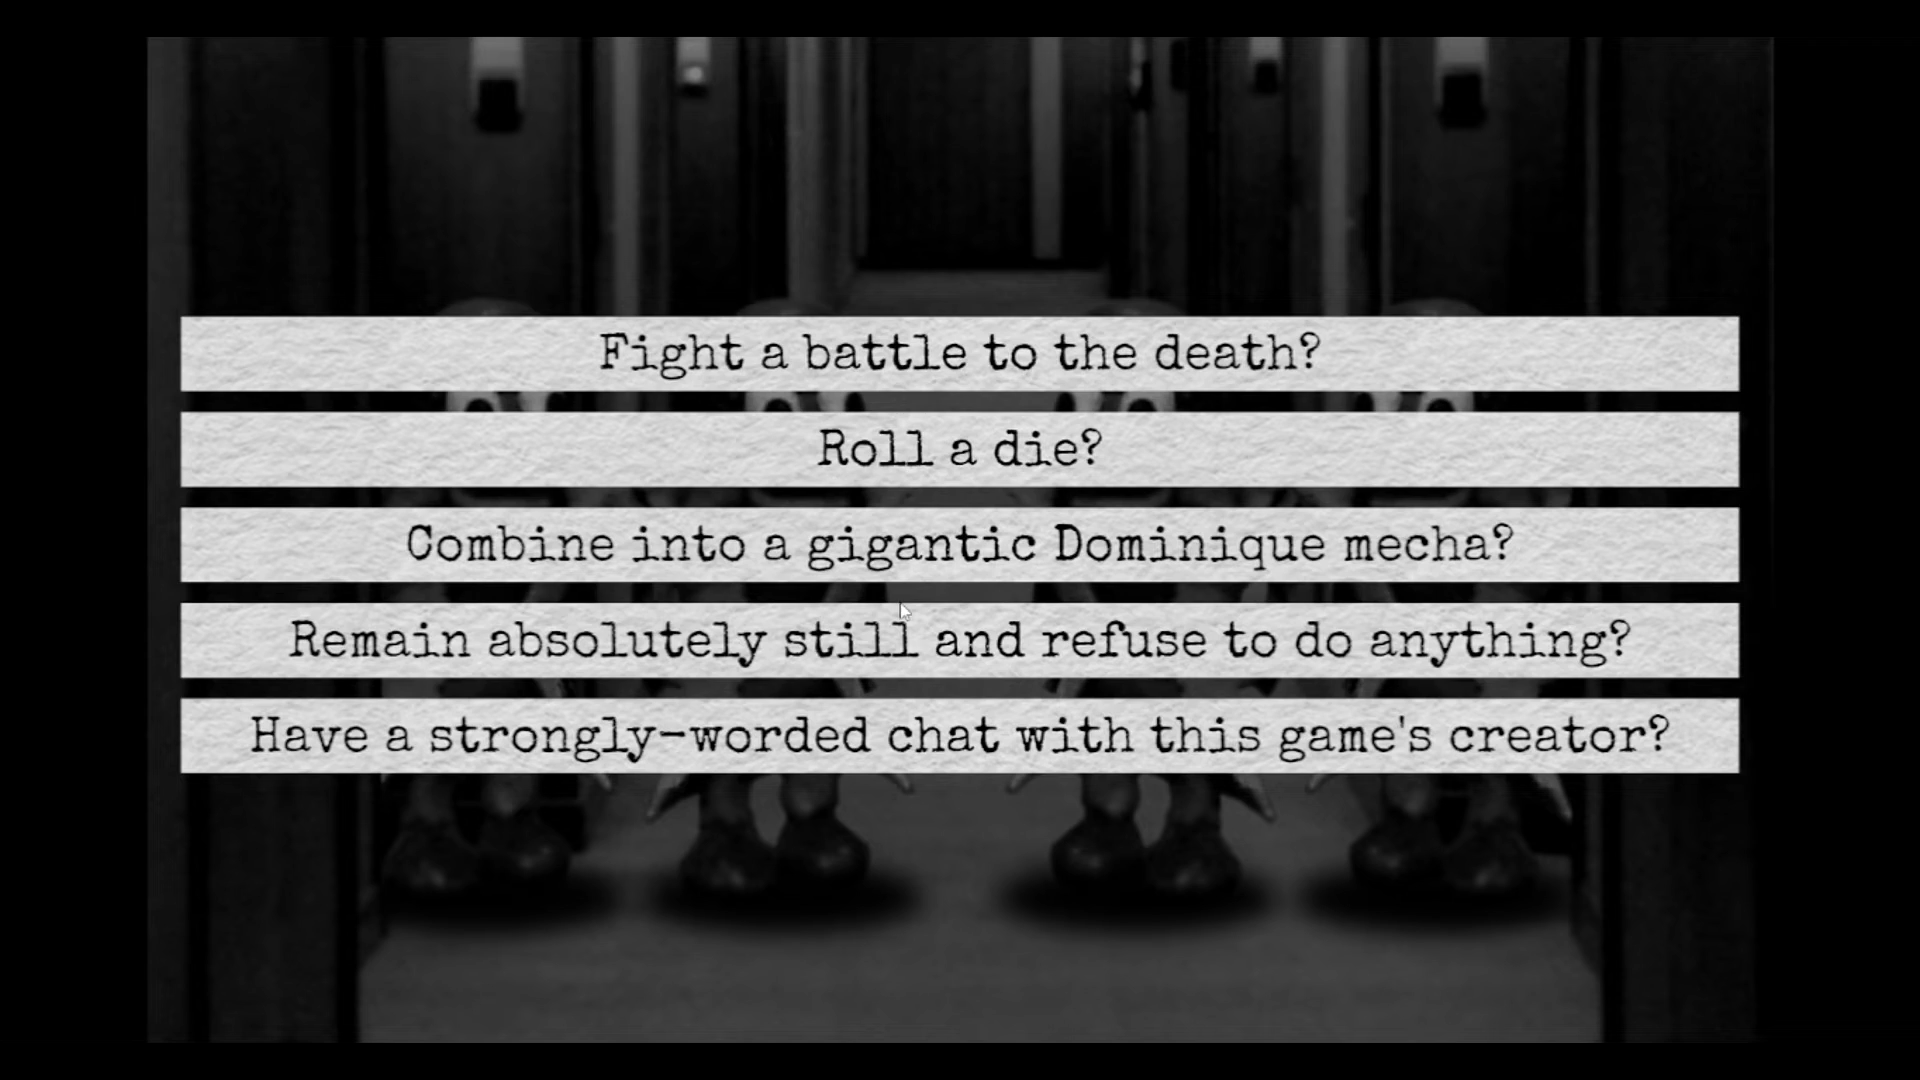 Fight a battle to the death?
Roll a die?
Combine into a gigantic Dominique mecha?
Remain absolutely still and refuse to do anything?
Have a strongly-worded chat with this game's creator?